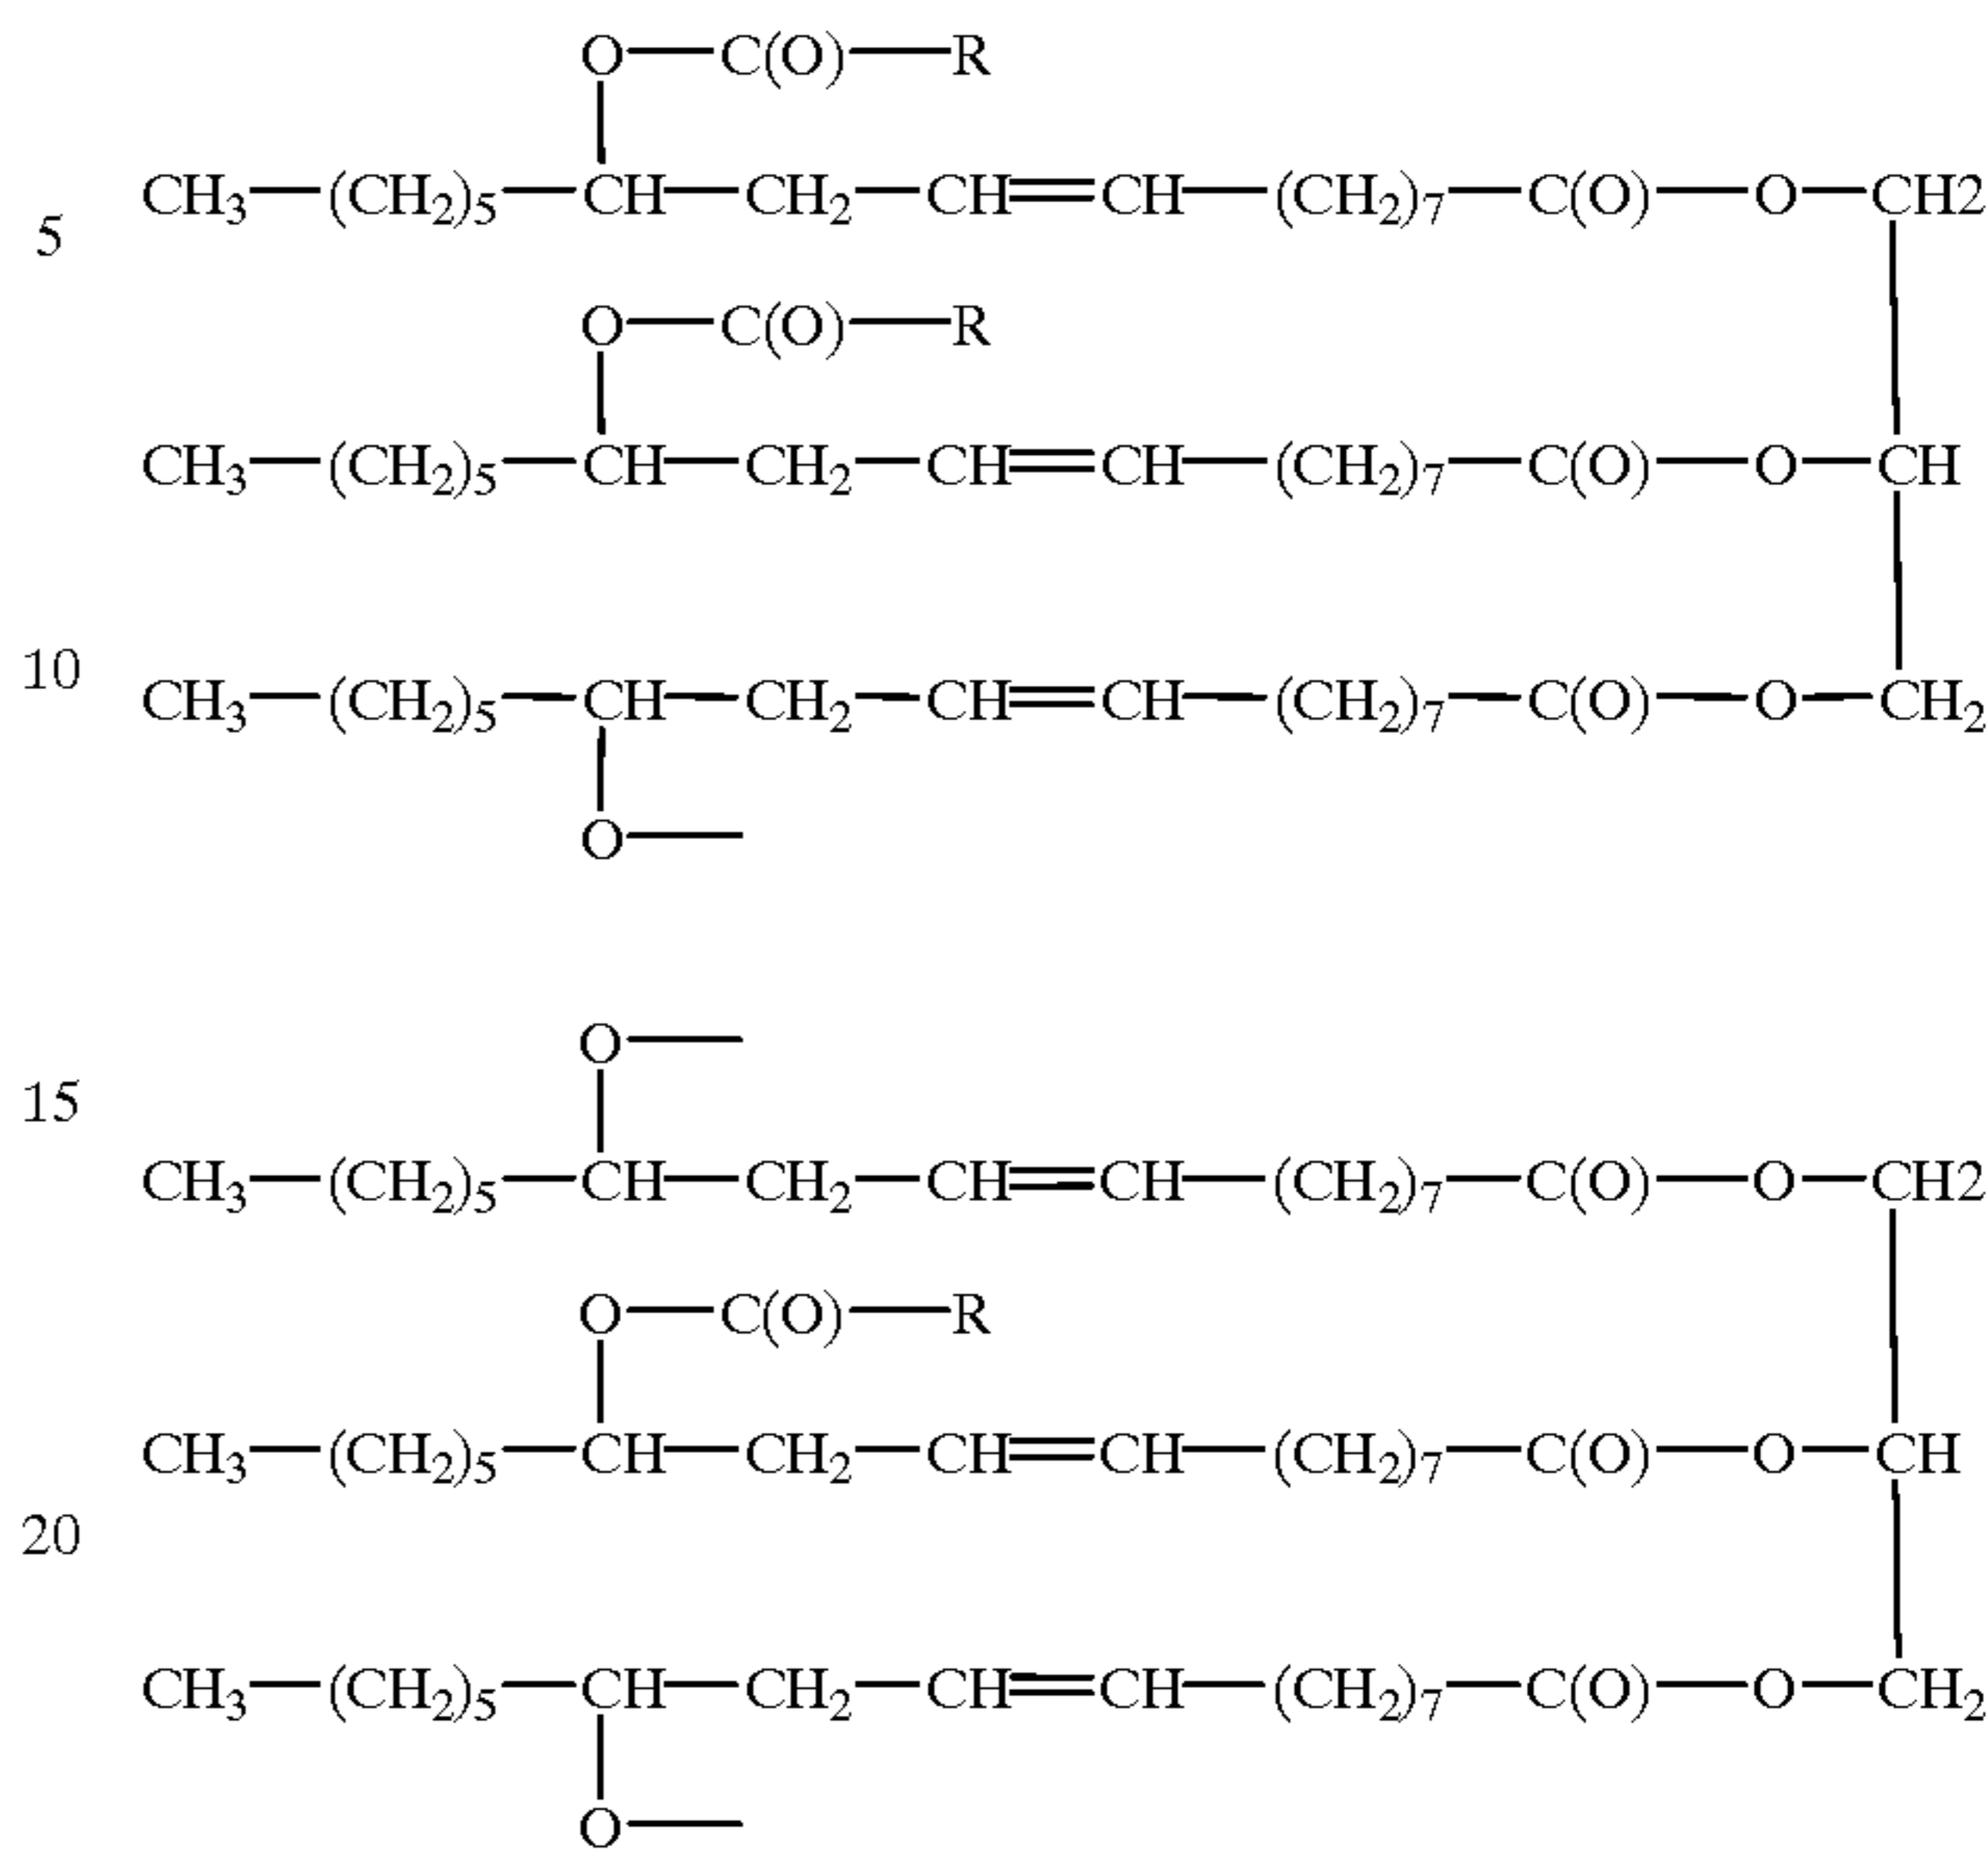 O—C(O)—R
CH₃—(CH₂)₅—CH—CH₂—CH=CH—(CH₂)₇—C(O)—O—CH2
5
O—C(O)—R
CH₃—(CH₂)₅—CH—CH₂—CH=CH—(CH₂)₇—C(O)—O—CH
10
CH₃—(CH₂)₅—CH—CH₂—CH=CH—(CH₂)₇—C(O)—O—CH₂
O—
O—
15
CH₃—(CH₂)₅—CH—CH₂—CH=CH—(CH₂)₇—C(O)—O—CH2
O—C(O)—R
CH₃—(CH₂)₅—CH—CH₂—CH=CH—(CH₂)₇—C(O)—O—CH
20
CH₃—(CH₂)₅—CH—CH₂—CH=CH—(CH₂)₇—C(O)—O—CH₂
O—